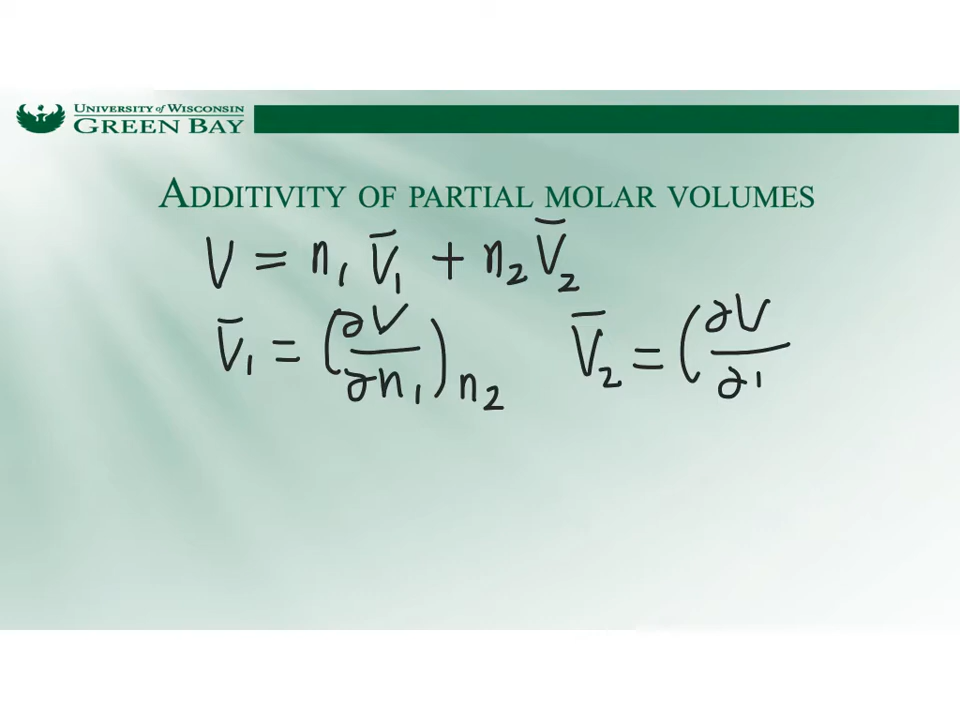 UNIVERSITY of WISCONSIN
GREEN BAY
ADDITIVITY OF PARTIAL MOLAR VOLUMES
V = n₁ V̄₁ + n₂ V̄₂
V̄₁ = (∂V/∂n₁)n₂ V̄₂ = (∂V/∂